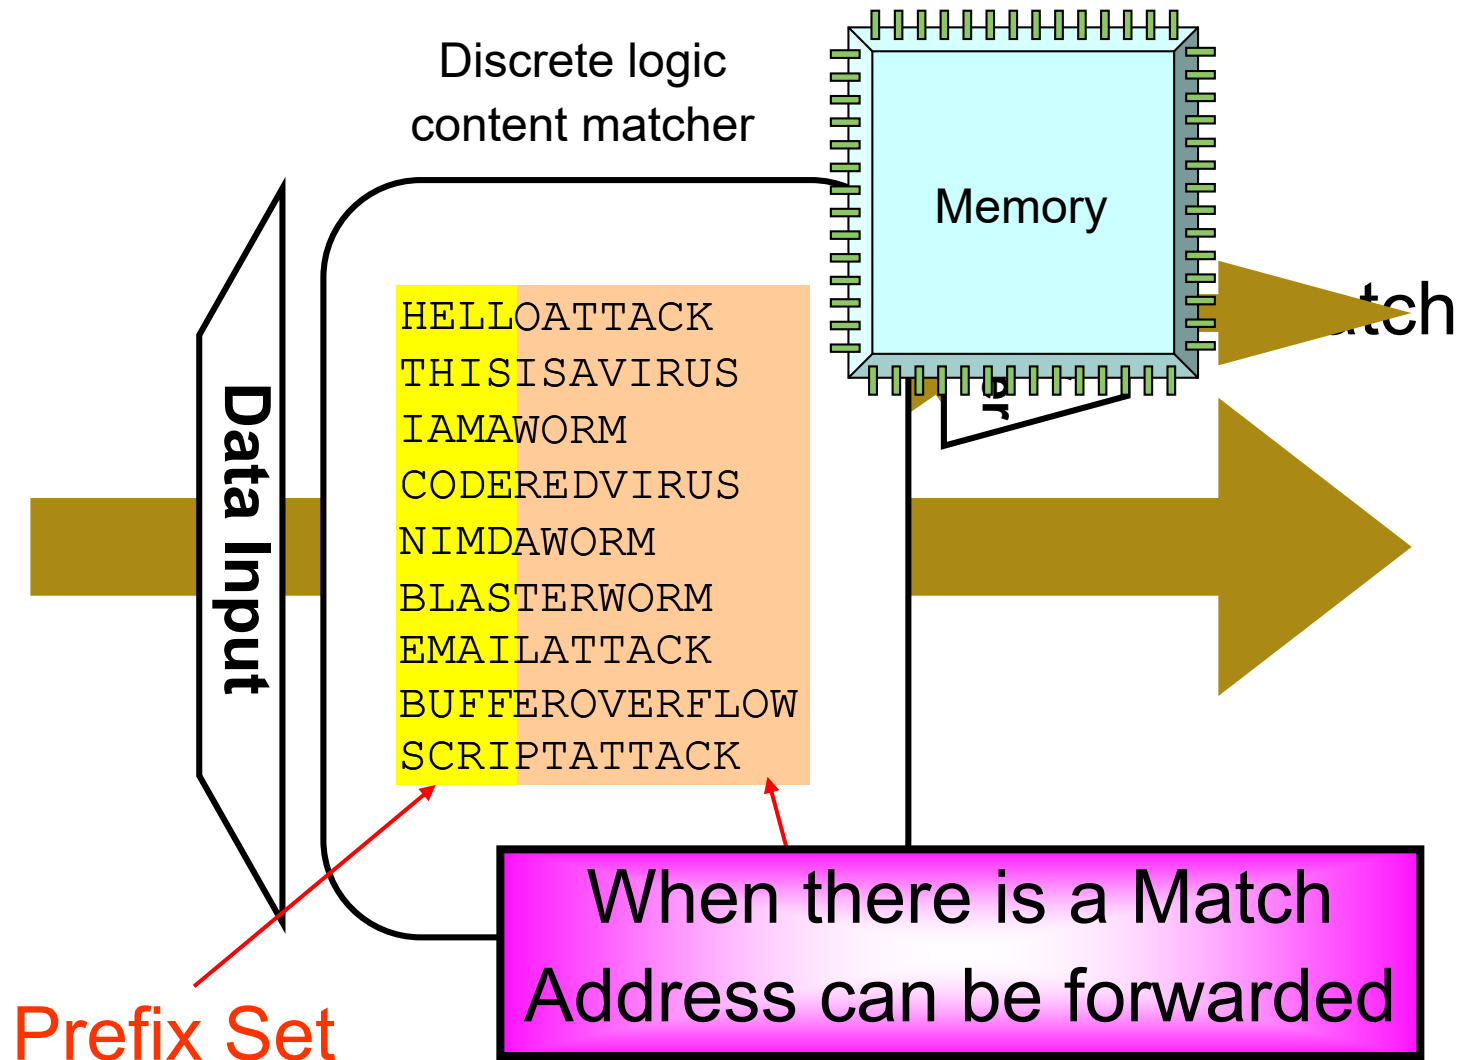 Discrete logic
content matcher
Memory
HELLOATTACK
THISISAVIRUS
IAMAWORM
CODEREDVIRUS
NIMDAWORM
BLASTERWORM
EMAILATTACK
BUFFEROVERFLOW
SCRIPTATTACK
Data Input
When there is a Match
Address can be forwarded
Prefix Set